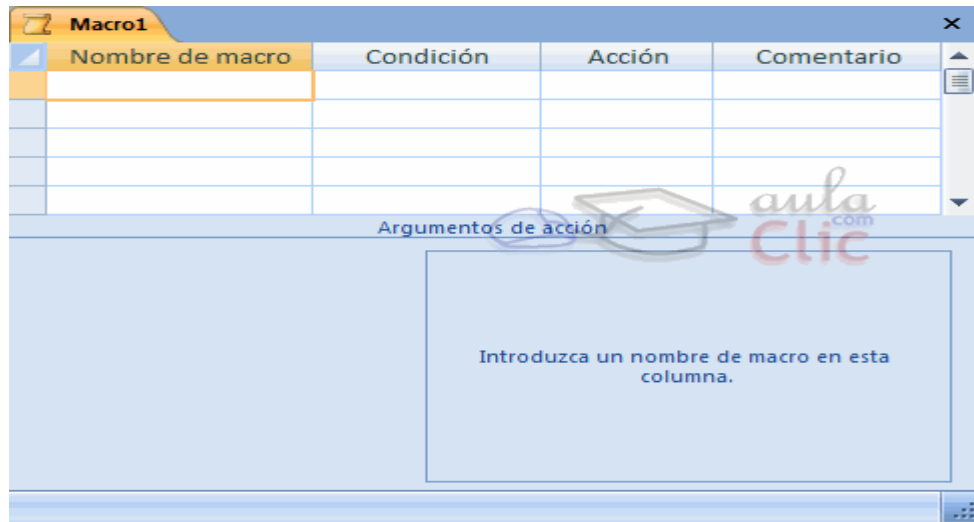 Macro1
Nombre de macro Condición Acción Comentario
aula
.com
Clic
Argumentos de acción
Introduzca un nombre de macro en esta
columna.